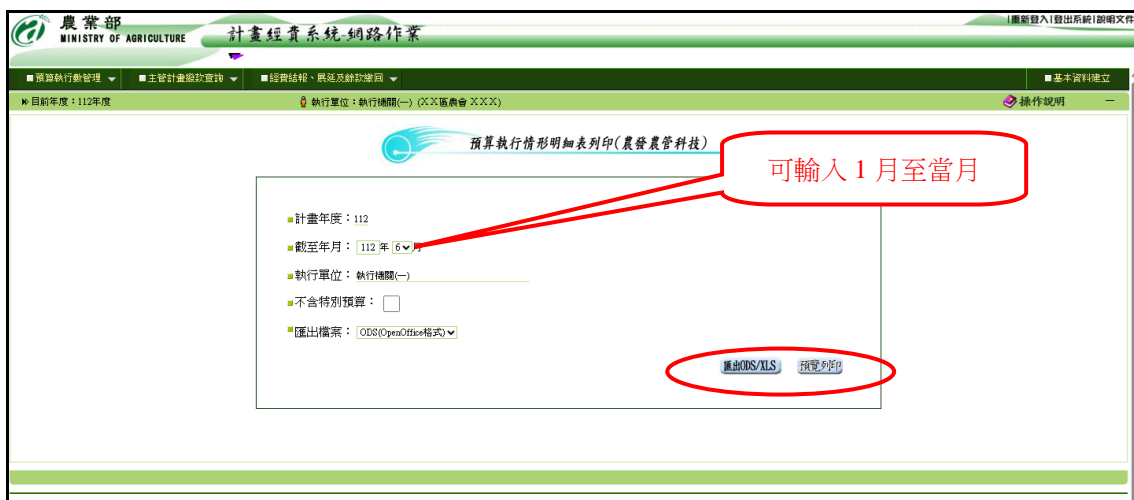 |重新登入|登出系統|說明文件
農業部
MINISTRY OF AGRICULTURE
計畫經費系統-網路作業
■預算執行數管理 ■主管計畫撥款查詢 ■經費結報、展延及餘款繳回 ■基本資料建立
目前年度：112年度 執行單位：執行機關(一) (XX區農會 XXX) 操作說明
預算執行情形明細表列印(農發農管科技)
可輸入 1 月至當月
計畫年度：112
截至年月： 112 年 6 月
執行單位： 執行機關(一)
不含特別預算：
匯出檔案： ODS(OpenOffice格式)
匯出ODS/XLS 預覽列印